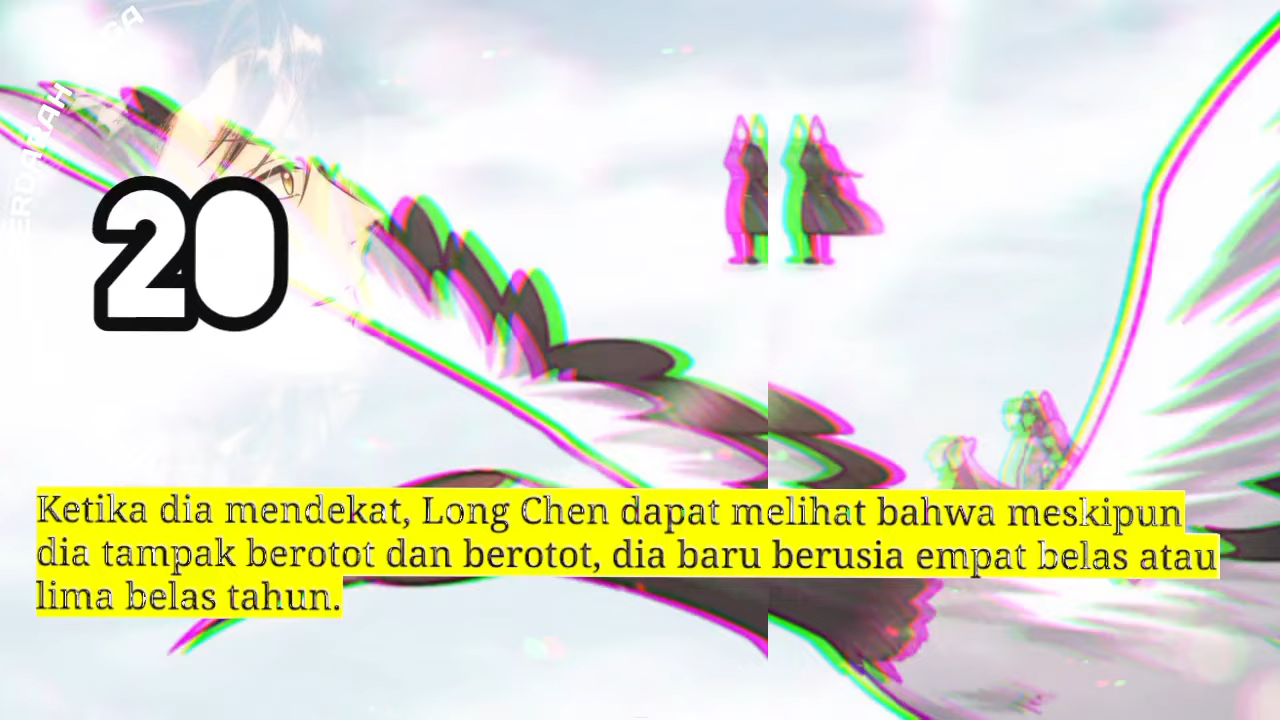 20
Ketika dia mendekat, Long Chen dapat melihat bahwa meskipun
dia tampak berotot dan berotot, dia baru berusia empat belas atau
lima belas tahun.